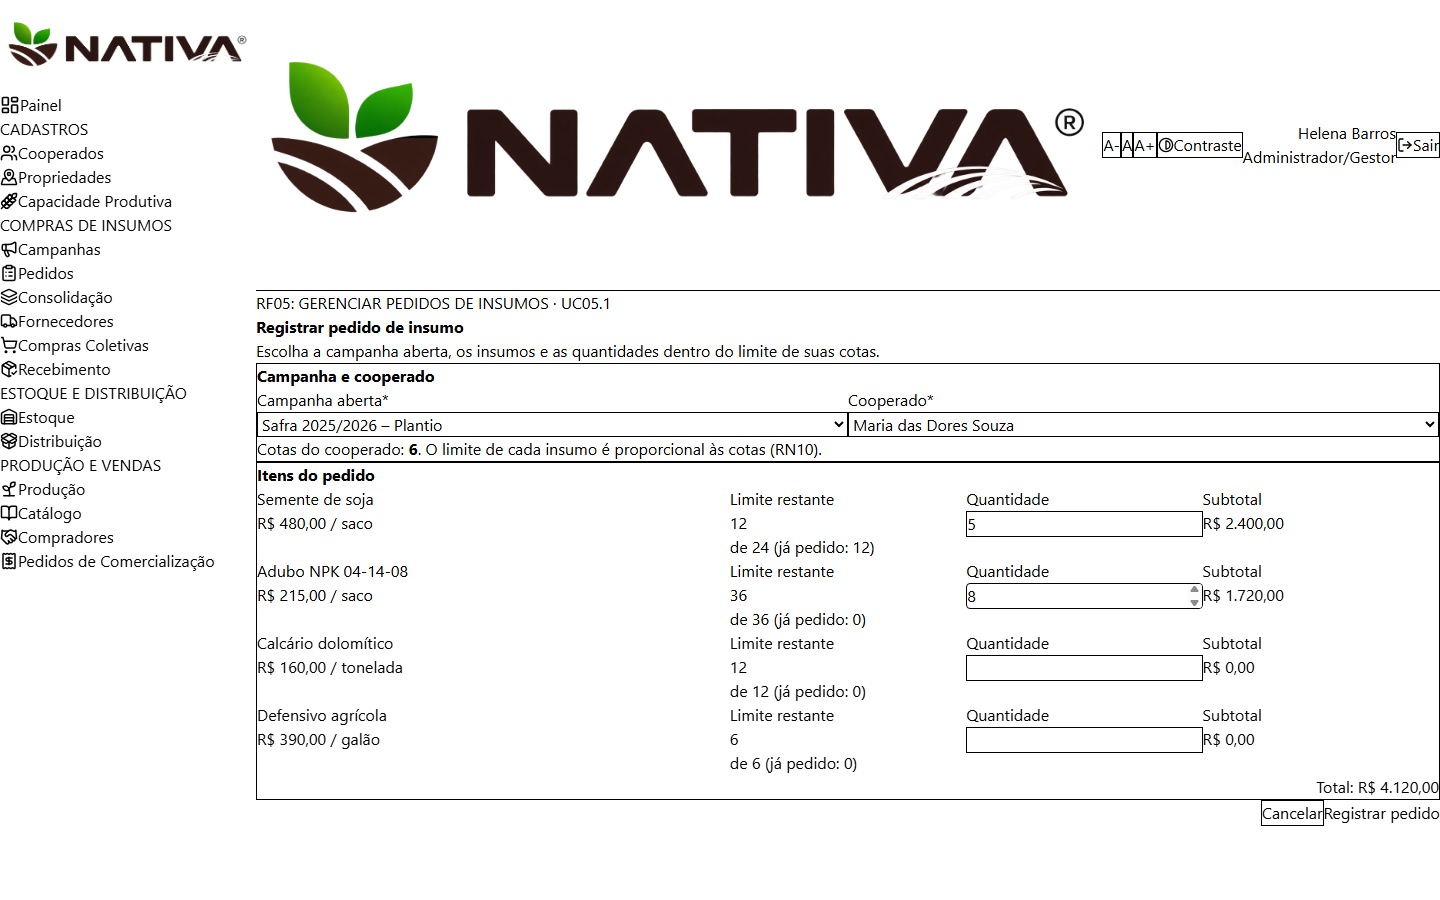 NATIVA®
Painel
CADASTROS
Cooperados
Propriedades
Capacidade Produtiva
COMPRAS DE INSUMOS
Campanhas
Pedidos
Consolidação
Fornecedores
Compras Coletivas
Recebimento
ESTOQUE E DISTRIBUIÇÃO
Estoque
Distribuição
PRODUÇÃO E VENDAS
Produção
Catálogo
Compradores
Pedidos de Comercialização
NATIVA®
A- A A+ Contraste
Helena Barros
Administrador/Gestor
Sair
RF05: GERENCIAR PEDIDOS DE INSUMOS · UC05.1
Registrar pedido de insumo
Escolha a campanha aberta, os insumos e as quantidades dentro do limite de suas cotas.
Campanha e cooperado
Campanha aberta* Cooperado*
Safra 2025/2026 – Plantio Maria das Dores Souza
Cotas do cooperado: 6. O limite de cada insumo é proporcional às cotas (RN10).
Itens do pedido
Semente de soja Limite restante Quantidade Subtotal
R$ 480,00 / saco 12 5 R$ 2.400,00
de 24 (já pedido: 12)
Adubo NPK 04-14-08 Limite restante Quantidade Subtotal
R$ 215,00 / saco 36 8 R$ 1.720,00
de 36 (já pedido: 0)
Calcário dolomítico Limite restante Quantidade Subtotal
R$ 160,00 / tonelada 12 R$ 0,00
de 12 (já pedido: 0)
Defensivo agrícola Limite restante Quantidade Subtotal
R$ 390,00 / galão 6 R$ 0,00
de 6 (já pedido: 0)
Total: R$ 4.120,00
Cancelar Registrar pedido